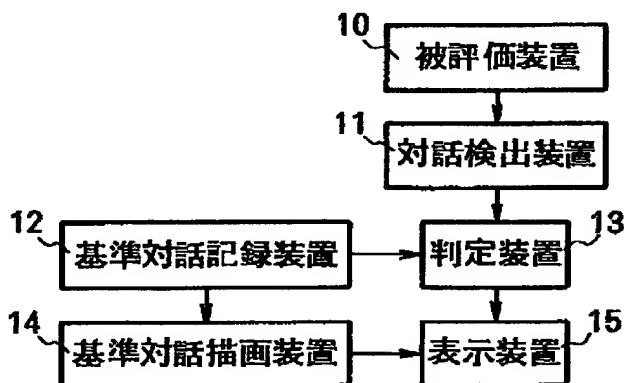 10
被評価装置
11
対話検出装置
12
基準対話記録装置
13
判定装置
14
基準対話描画装置
15
表示装置